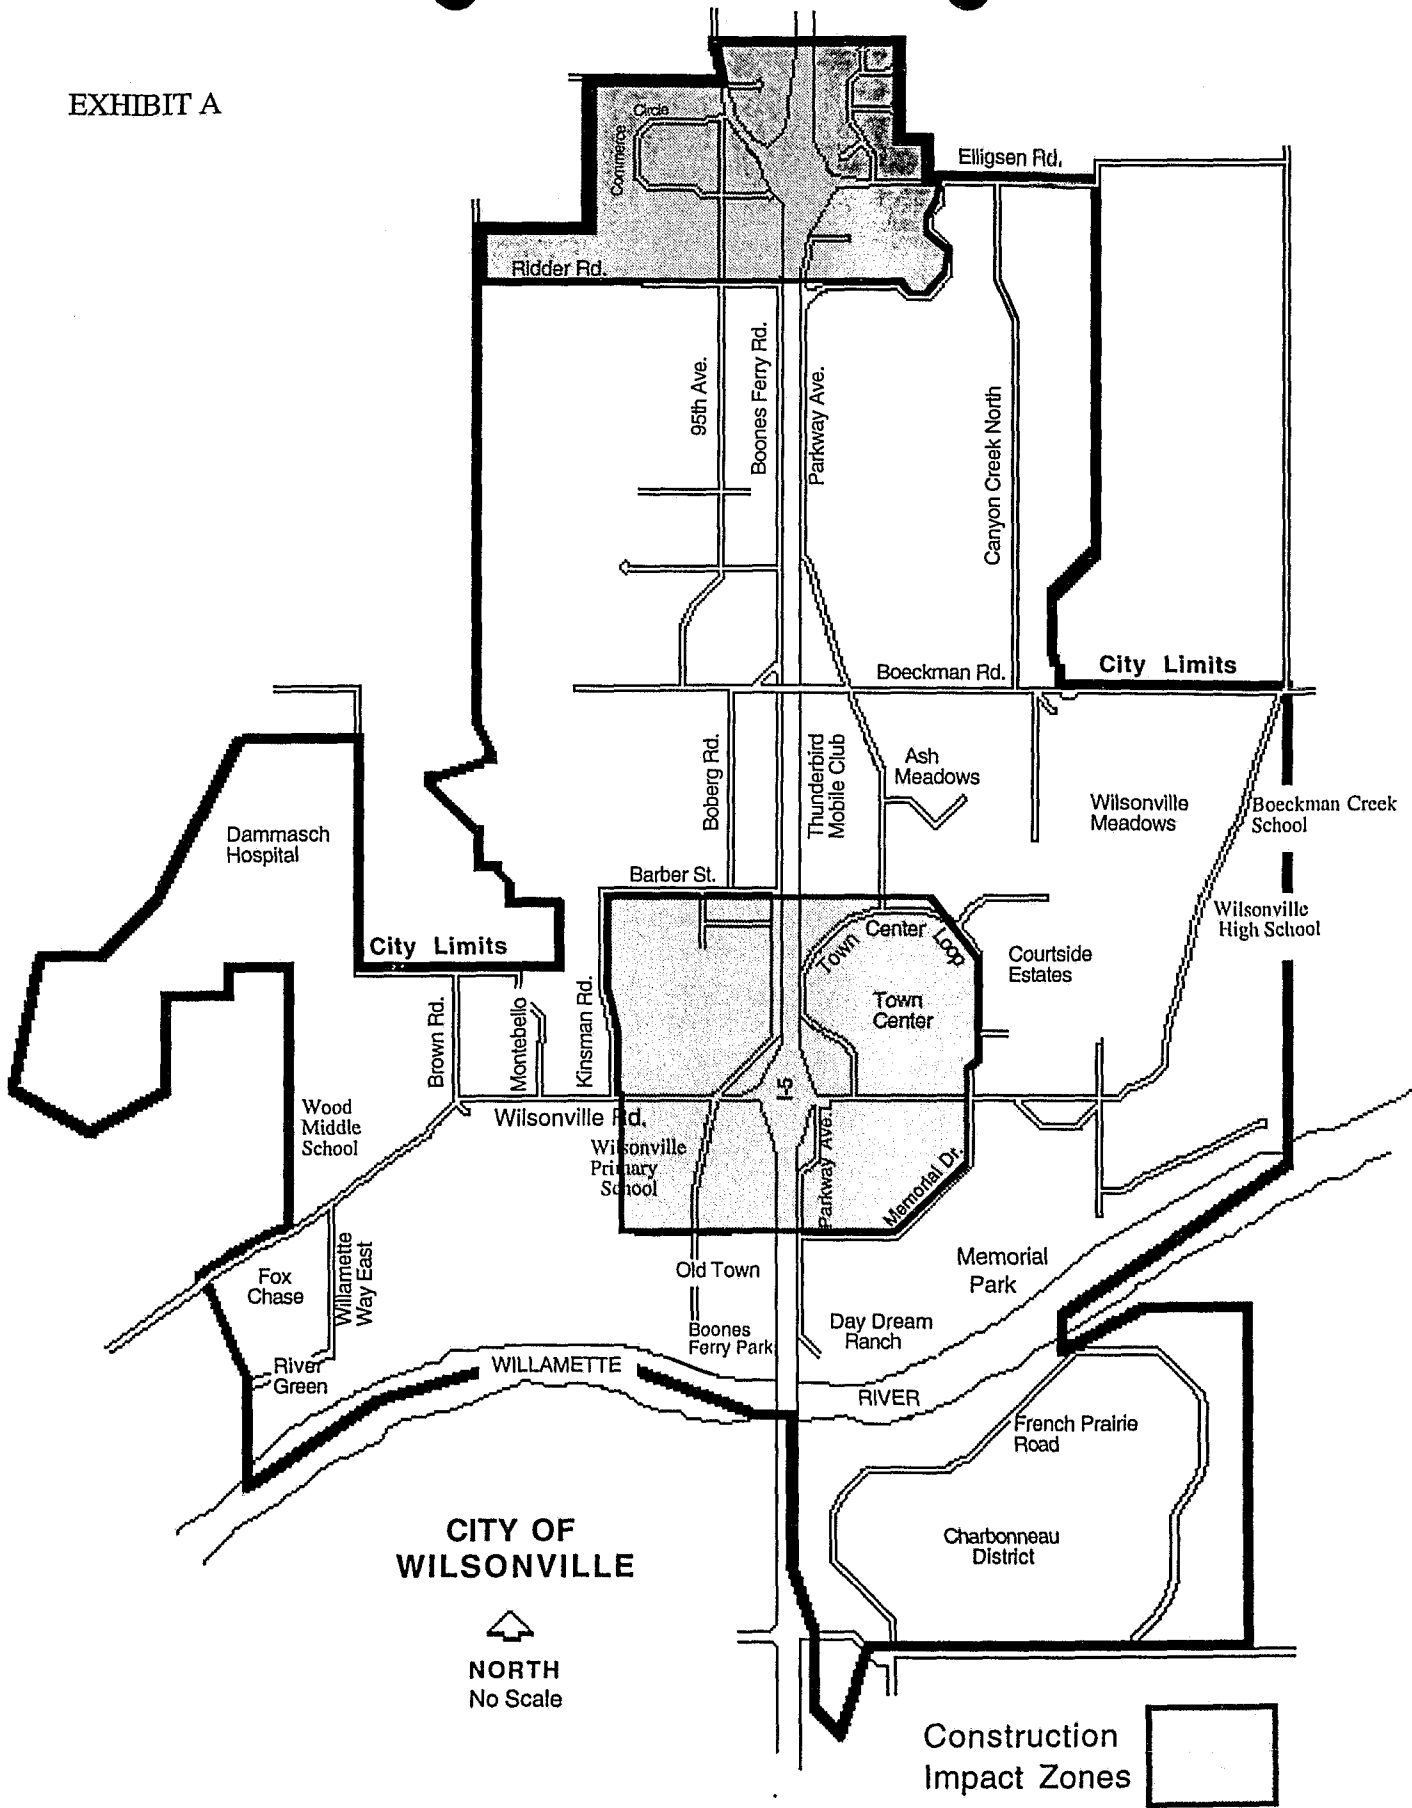 EXHIBIT A
Circle
Commerce
Elligsen Rd.
Ridder Rd.
95th Ave.
Boones Ferry Rd.
Parkway Ave.
Canyon Creek North
Boeckman Rd.
City Limits
Boberg Rd.
Thunderbird
Mobile Club
Ash
Meadows
Wilsonville
Meadows
Boeckman Creek
School
Dammasch
Hospital
Barber St.
Wilsonville
High School
City Limits
Town
Center
Loop
Courtside
Estates
Town
Center
Brown Rd.
Montebello
Kinsman Rd.
I-5
Wilsonville Rd.
Wood
Middle
School
Wilsonville
Primary
School
Parkway Ave.
Memorial Dr.
Fox
Chase
Willamette
Way East
Old Town
Memorial
Park
Boones
Ferry Park
Day Dream
Ranch
River
Green
WILLAMETTE
RIVER
French Prairie
Road
Charbonneau
District
CITY OF
WILSONVILLE
NORTH
No Scale
Construction
Impact Zones